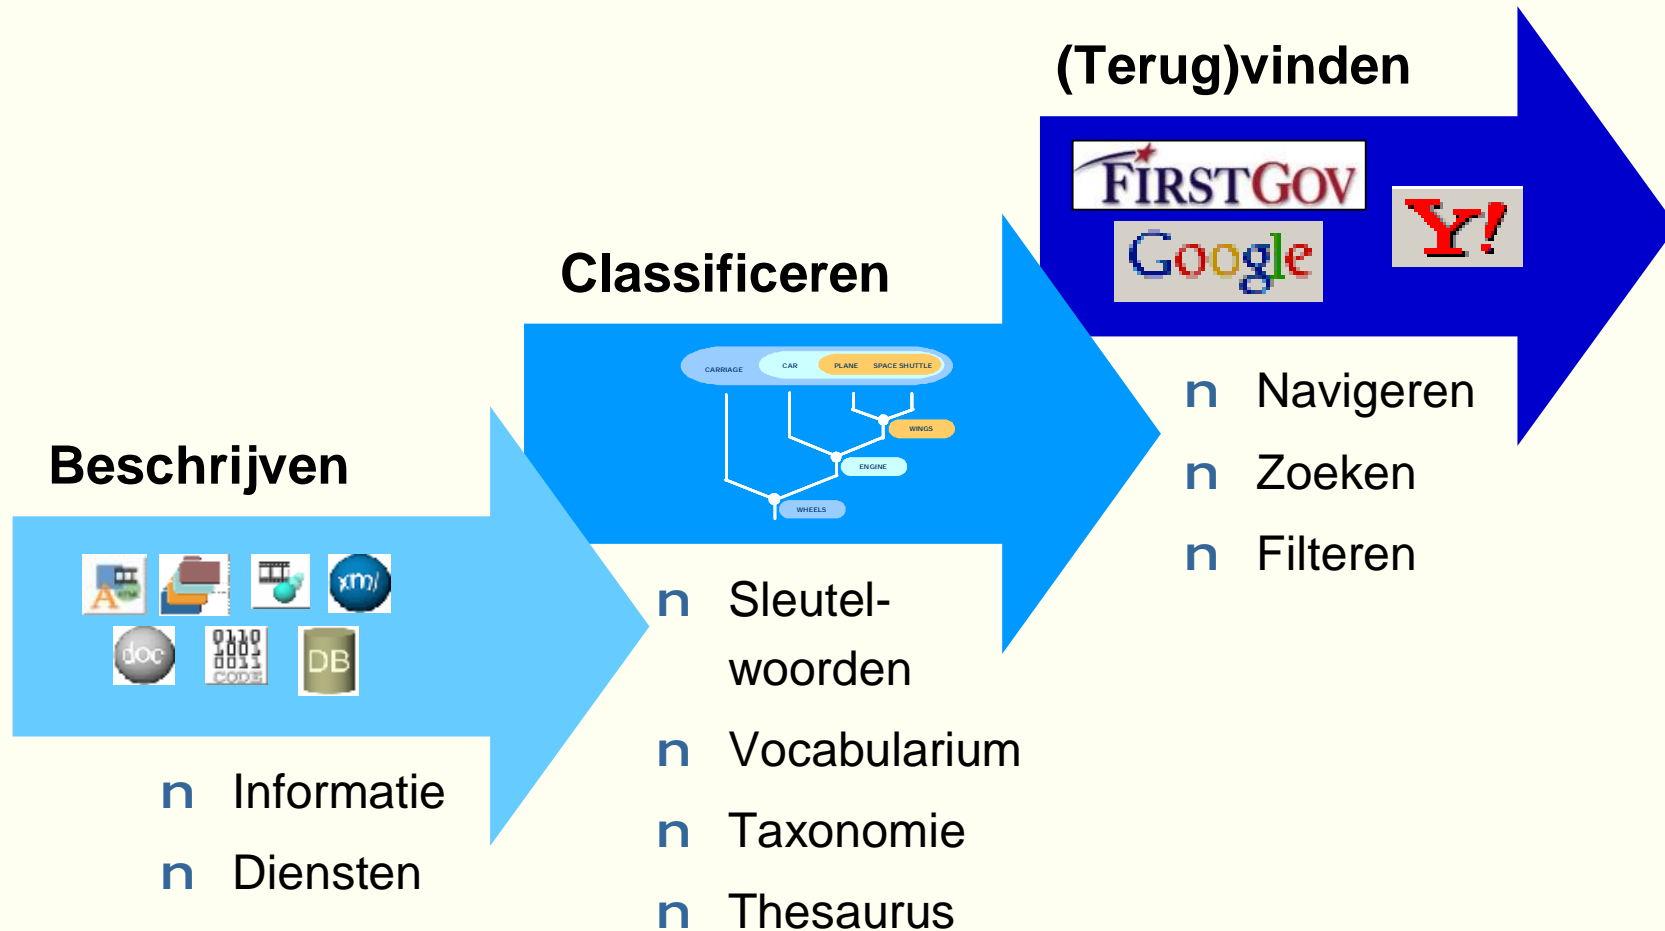 (Terug)vinden
FIRSTGOV
Google
Y!
n Navigeren
n Zoeken
n Filteren
Classificeren
CARRIAGE CAR PLANE SPACE SHUTTLE
WINGS
ENGINE
WHEELS
n Sleutel-
woorden
n Vocabularium
n Taxonomie
n Thesaurus
Beschrijven
A
xml
doc
0110
1001
0011
CODE
DB
n Informatie
n Diensten